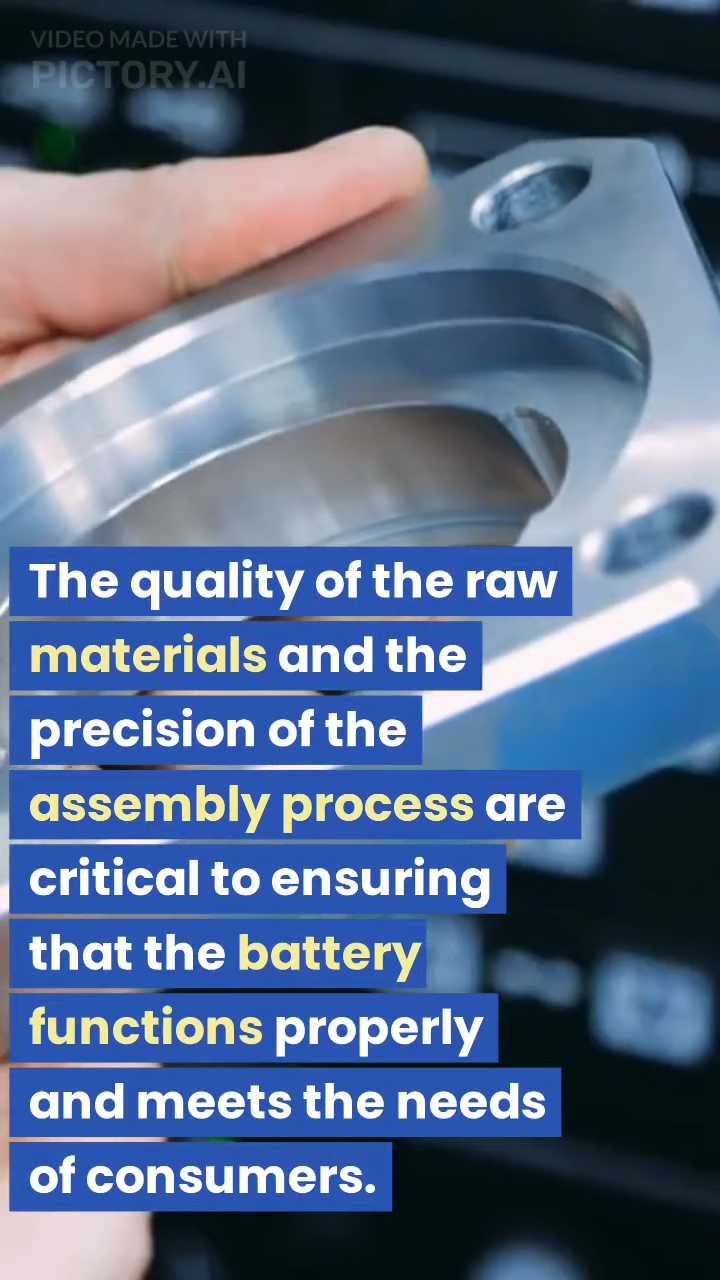 VIDEO MADE WITH
PICTORY.AI
The quality of the raw
materials and the
precision of the
assembly process are
critical to ensuring
that the battery
functions properly
and meets the needs
of consumers.